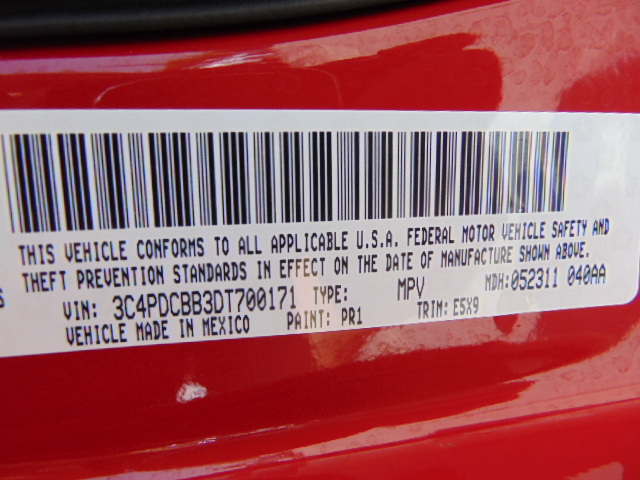 THIS VEHICLE CONFORMS TO ALL APPLICABLE U.S.A. FEDERAL MOTOR VEHICLE SAFETY AND
THEFT PREVENTION STANDARDS IN EFFECT ON THE DATE OF MANUFACTURE SHOWN ABOVE.
S VIN: 3C4PDCBB3DT700171 TYPE: MPV MDH:052311 040AA
VEHICLE MADE IN MEXICO PAINT: PR1 TRIM: E5X9